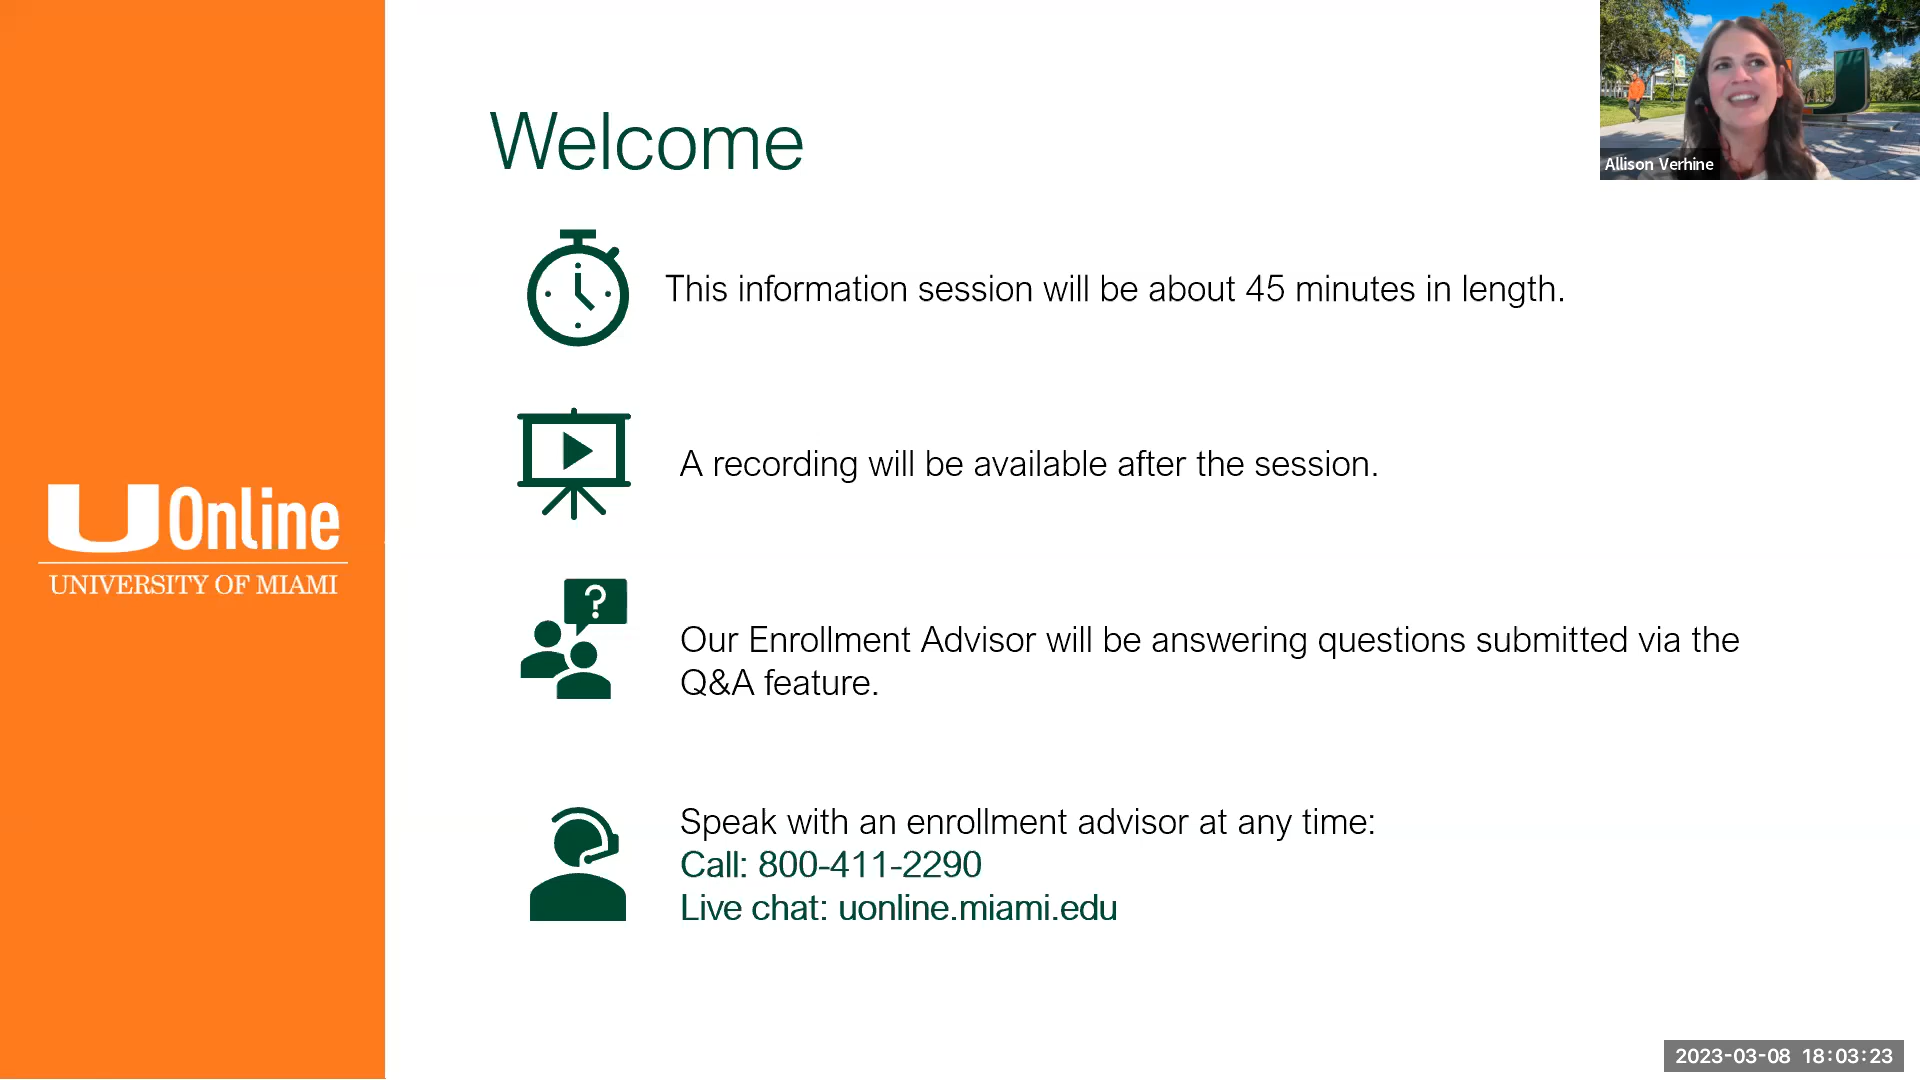 Welcome
This information session will be about 45 minutes in length.
A recording will be available after the session.
?
Our Enrollment Advisor will be answering questions submitted via the
Q&A feature.
Speak with an enrollment advisor at any time:
Call: 800-411-2290
Live chat: uonline.miami.edu
U Online
UNIVERSITY OF MIAMI
Allison Verhine
2023-03-08 18:03:23